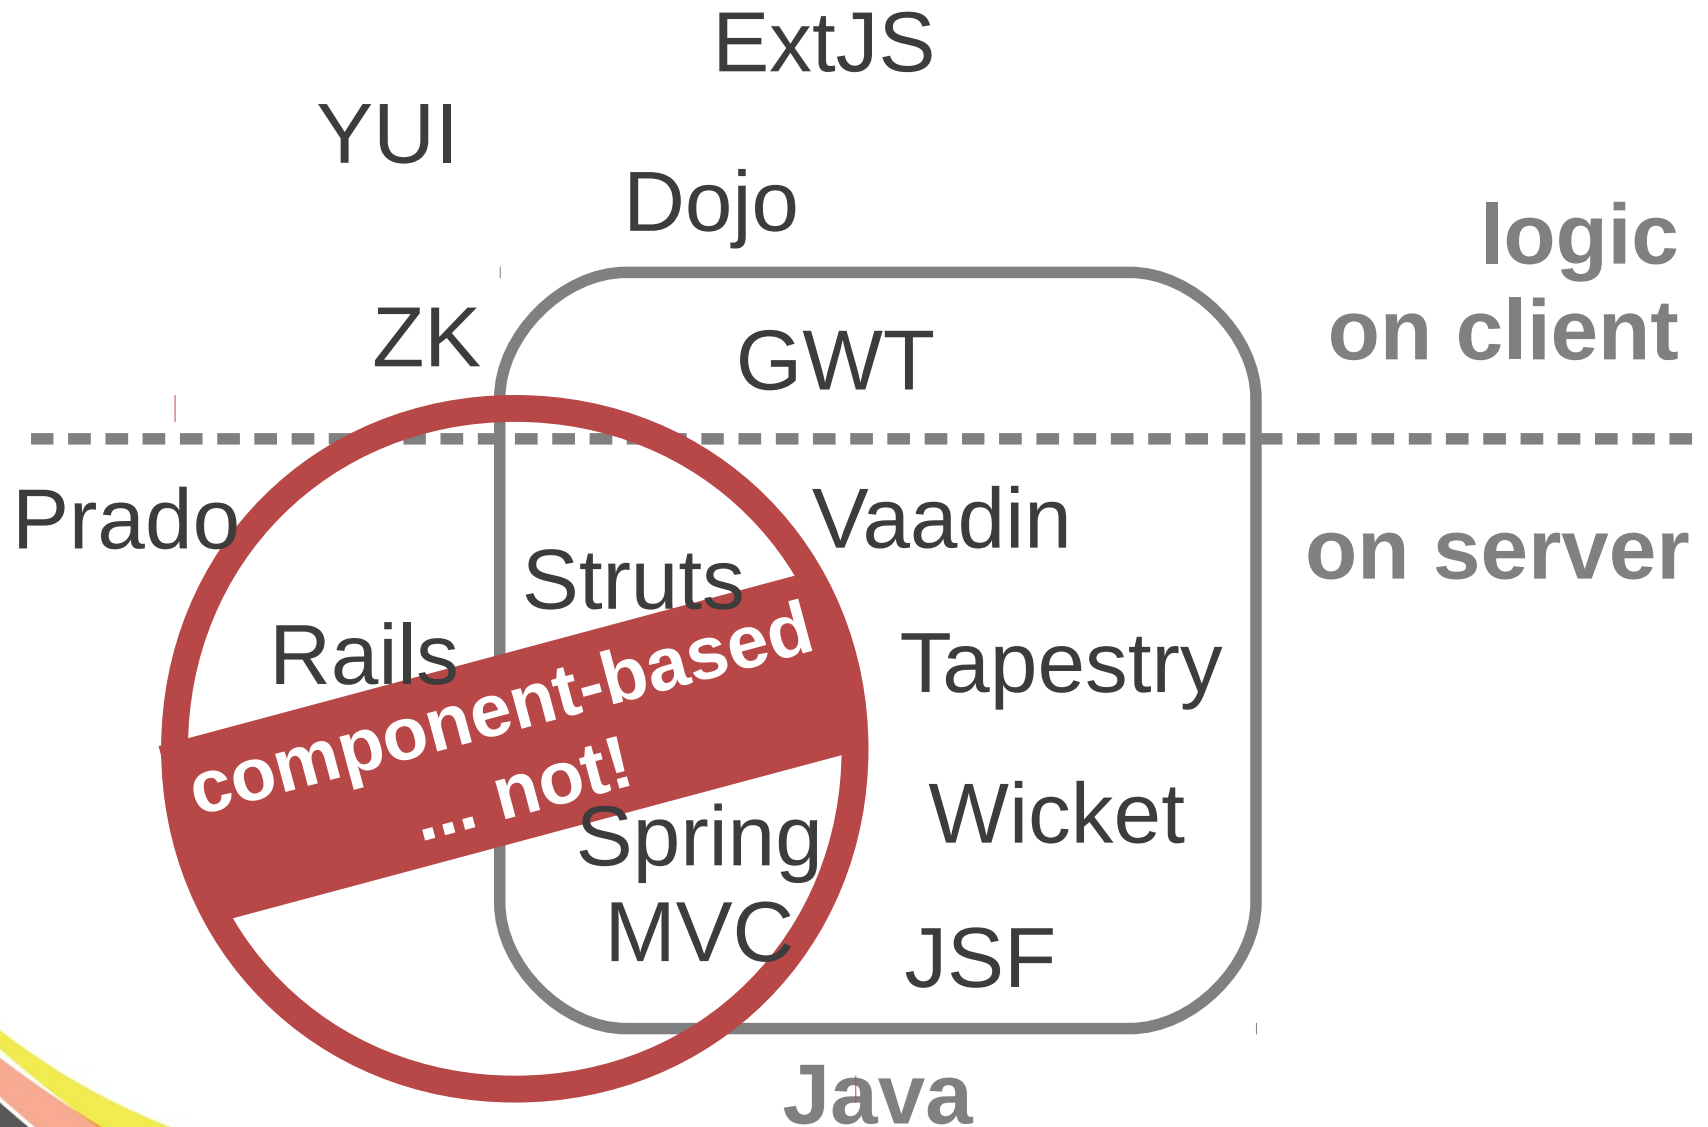 ExtJS
YUI
Dojo
logic
on client
ZK
GWT
Prado
Vaadin
on server
Struts
Rails
Tapestry
component-based
... not!
Wicket
Spring
MVC
JSF
Java